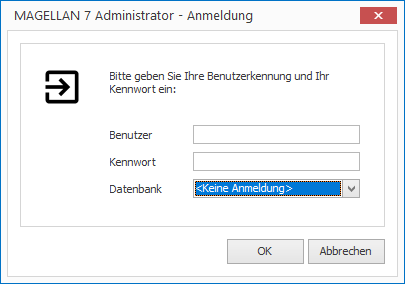 MAGELLAN 7 Administrator - Anmeldung
Bitte geben Sie Ihre Benutzerkennung und Ihr
Kennwort ein:
Benutzer
Kennwort
Datenbank <Keine Anmeldung>
OK Abbrechen